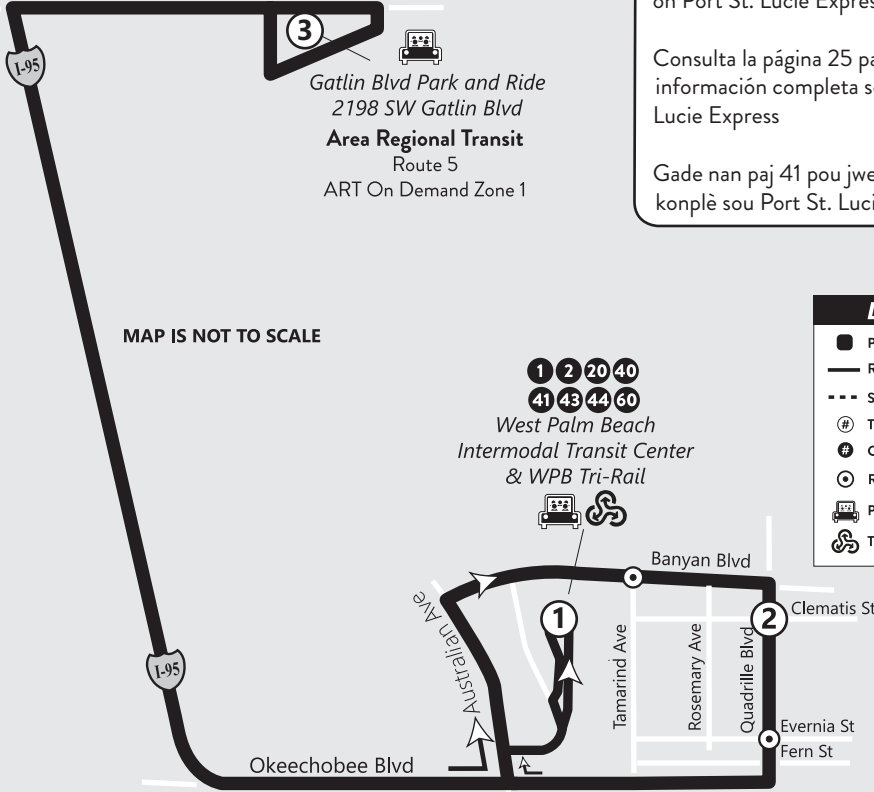 on Port St. Lucie Express
Consulta la página 25 pa
información completa so
Lucie Express
Gade nan paj 41 pou jwe
konplè sou Port St. Luci
I-95
3
Gatlin Blvd Park and Ride
2198 SW Gatlin Blvd
Area Regional Transit
Route 5
ART On Demand Zone 1
MAP IS NOT TO SCALE
1 2 20 40
41 43 44 60
West Palm Beach
Intermodal Transit Center
& WPB Tri-Rail
L
P
R
S
# T
# C
R
P
T
Banyan Blvd
Clematis St
1
2
Australian Ave
Tamarind Ave
Rosemary Ave
Quadrille Blvd
I-95
Evernia St
Fern St
Okeechobee Blvd